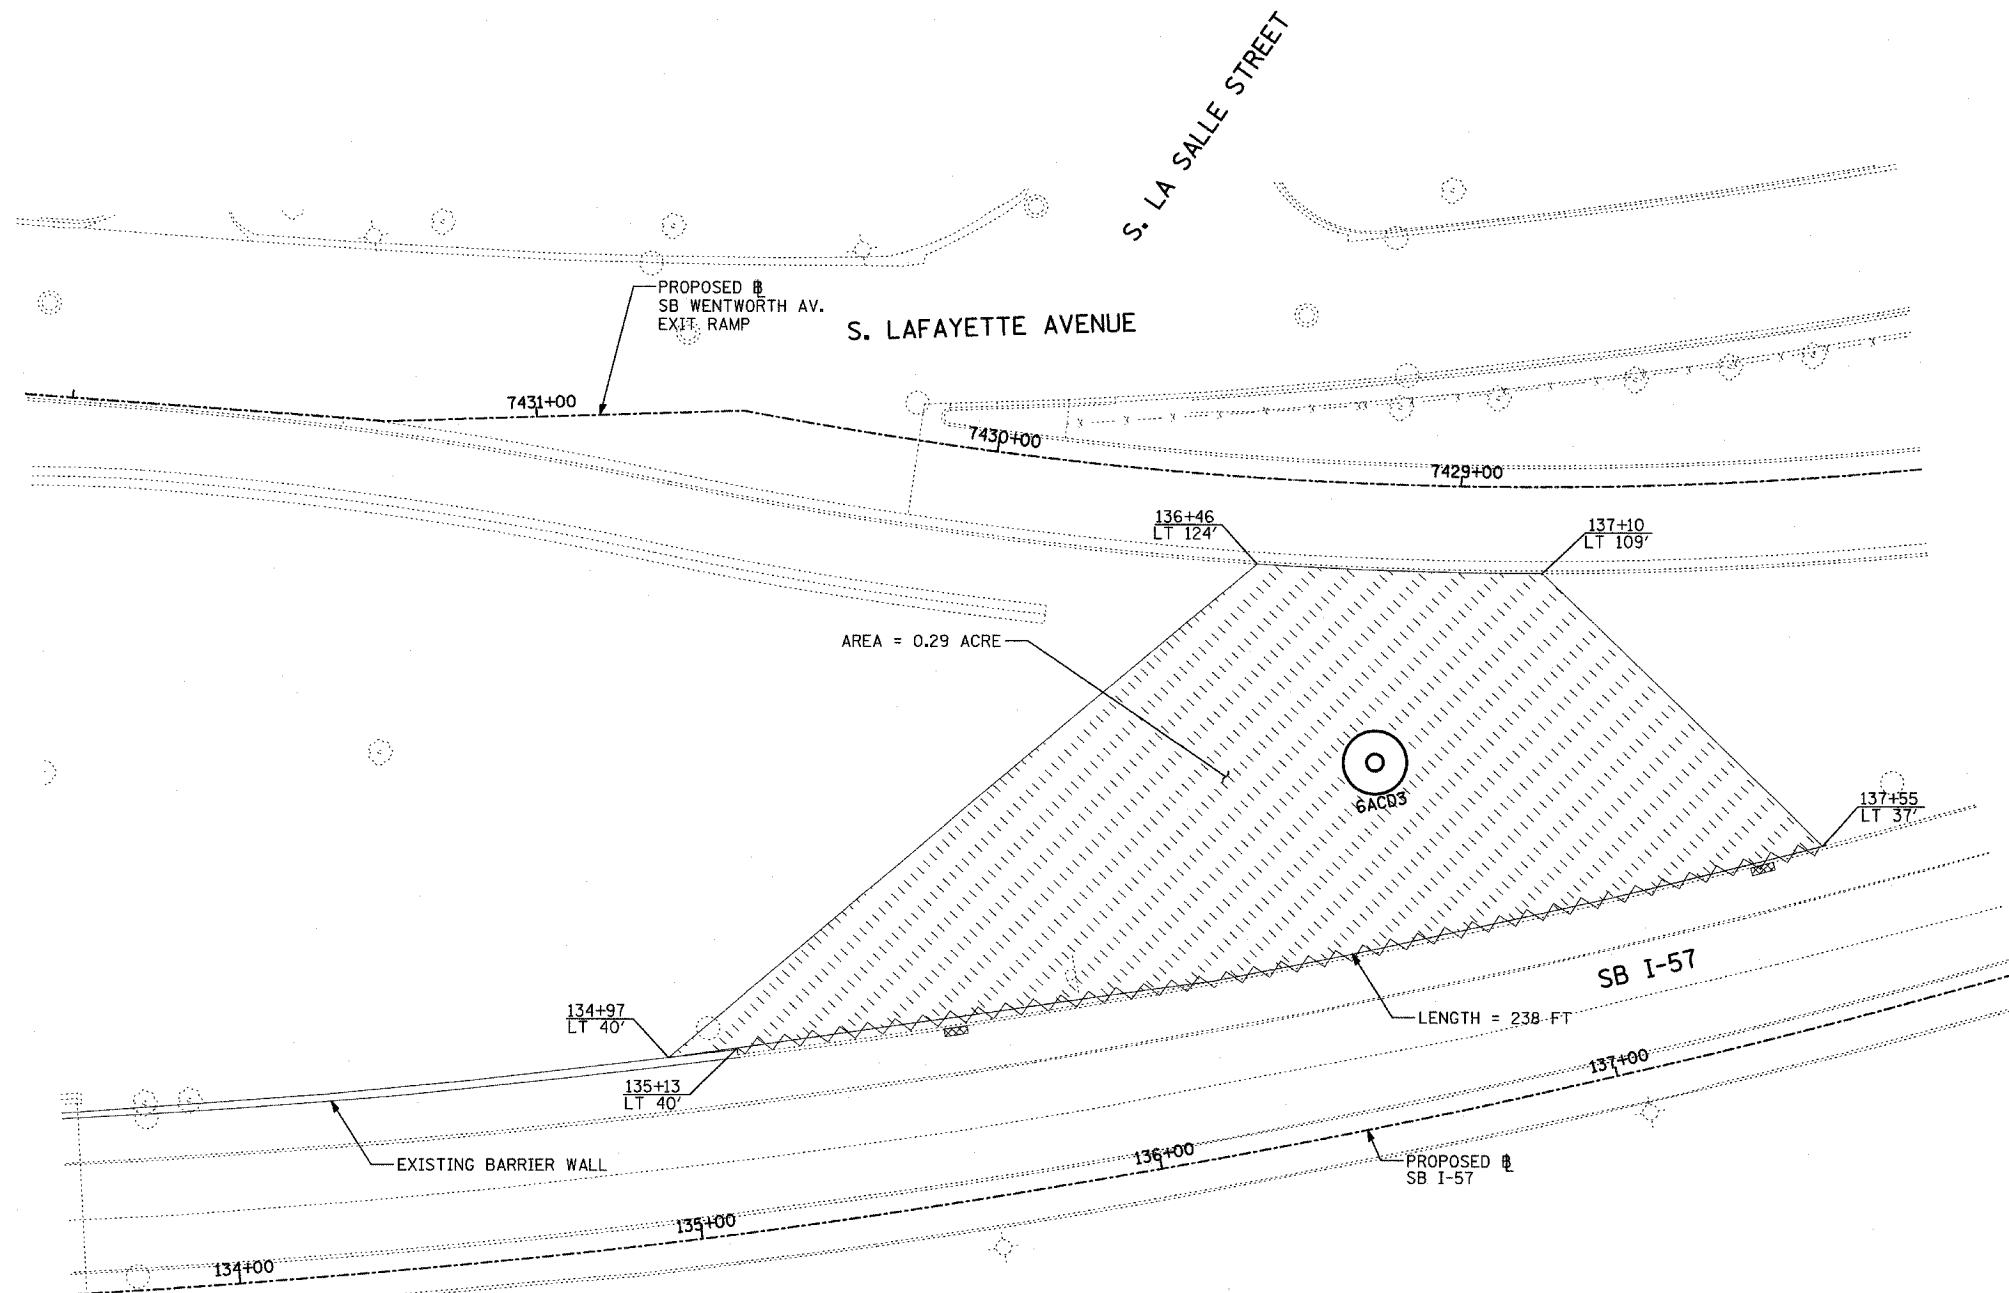 S. LA SALLE STREET
PROPOSED ℄
SB WENTWORTH AV.
EXIT RAMP
S. LAFAYETTE AVENUE
7431+00
7430+00
7429+00
136+46
LT 124'
137+10
LT 109'
AREA = 0.29 ACRE
6ACD3
137+55
LT 37'
SB I-57
134+97
LT 40'
LENGTH = 238 FT
135+13
LT 40'
137+00
EXISTING BARRIER WALL
136+00
PROPOSED ℄
SB I-57
135+00
134+00